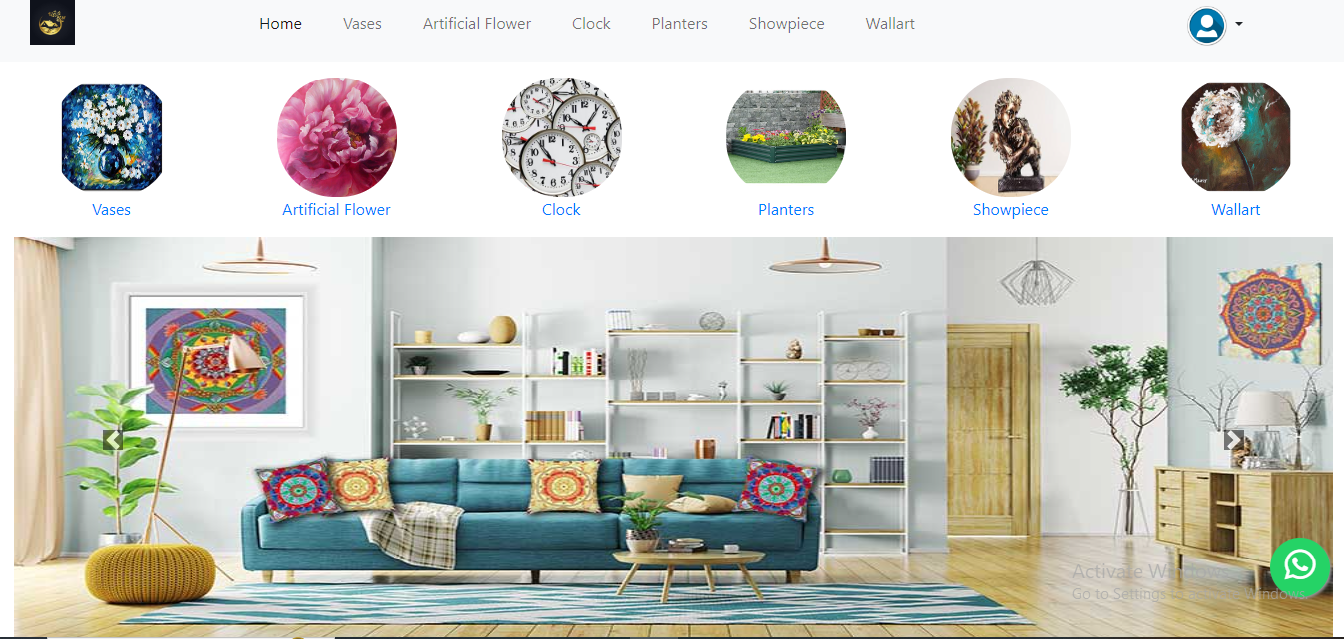 Home Vases Artificial Flower Clock Planters Showpiece Wallart
Vases Artificial Flower Clock Planters Showpiece Wallart
Activate Windows
Go to Settings to activate Windows.